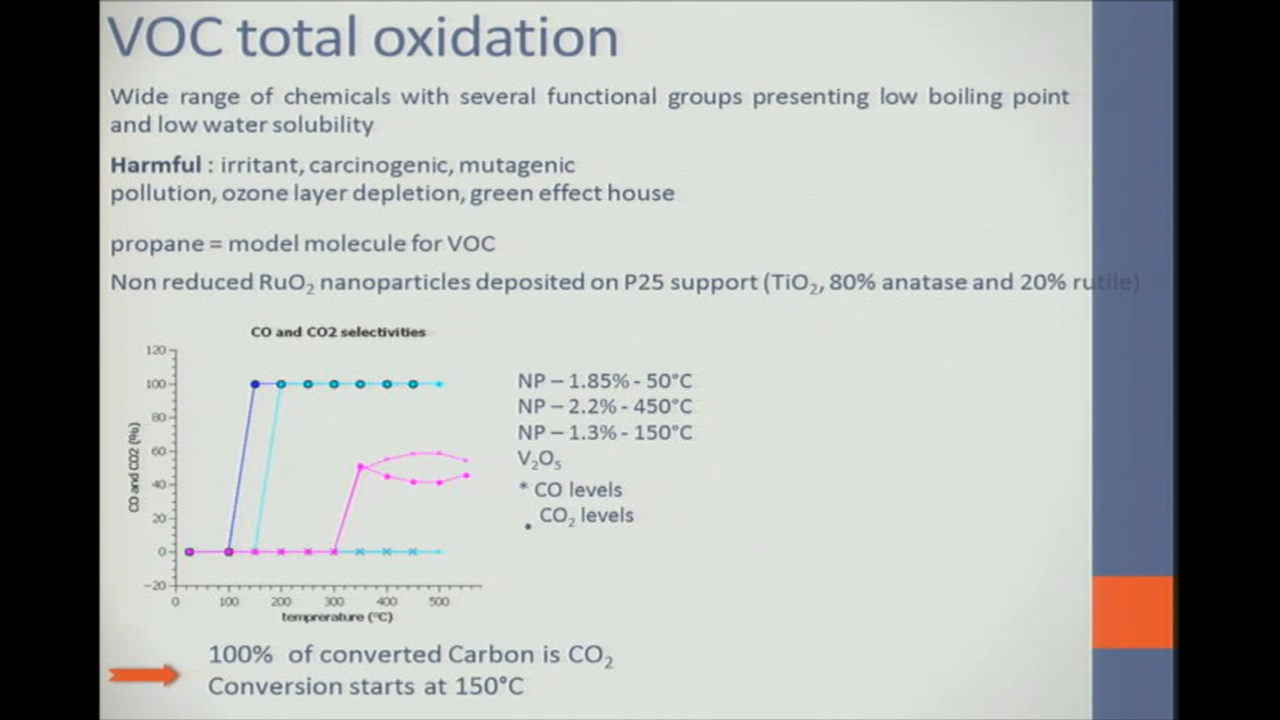 VOC total oxidation
Wide range of chemicals with several functional groups presenting low boiling point
and low water solubility
Harmful : irritant, carcinogenic, mutagenic
pollution, ozone layer depletion, green effect house
propane = model molecule for VOC
Non reduced RuO₂ nanoparticles deposited on P25 support (TiO₂, 80% anatase and 20% rutile)
CO and CO2 selectivities
120
100
80
60
40
20
0
−20
CO and CO2 (%)
0 100 200 300 400 500
temprerature (°C)
NP – 1.85% - 50°C
NP – 2.2% - 450°C
NP – 1.3% - 150°C
V₂O₅
* CO levels
• CO₂ levels
100% of converted Carbon is CO₂
Conversion starts at 150°C